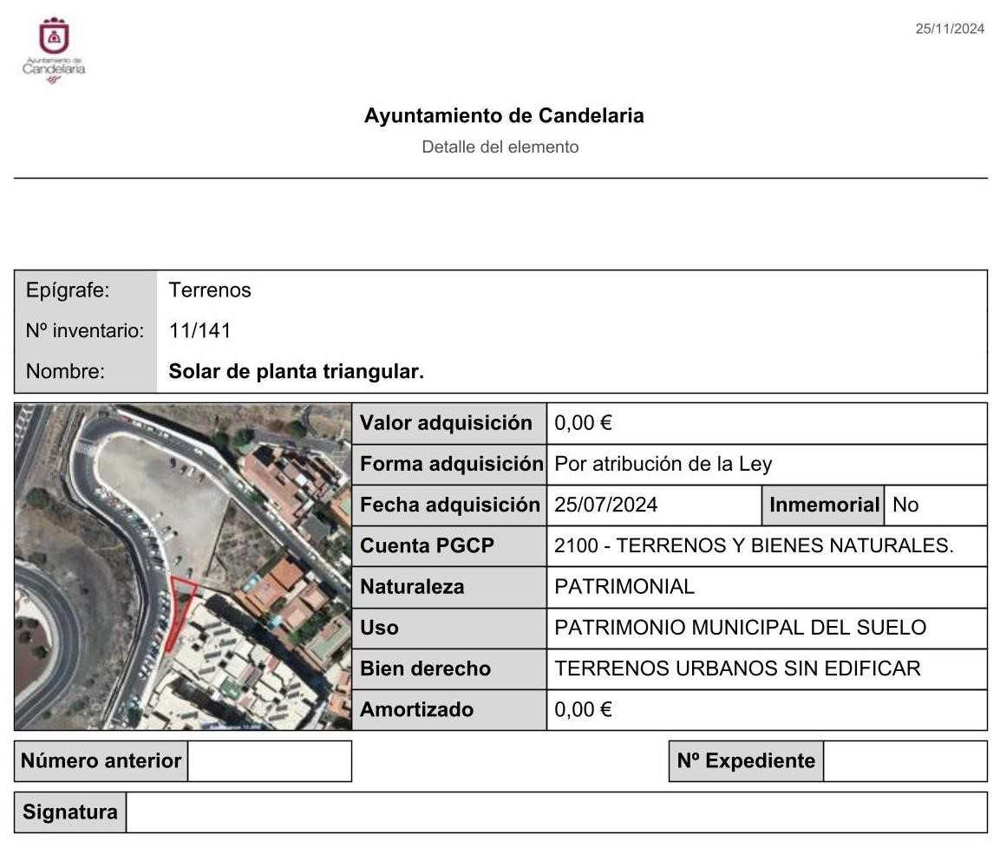 25/11/2024
Ayuntamiento de
Candelaria
Ayuntamiento de Candelaria
Detalle del elemento
Epígrafe: Terrenos
Nº inventario: 11/141
Nombre: Solar de planta triangular.
Valor adquisición 0,00 €
Forma adquisición Por atribución de la Ley
Fecha adquisición 25/07/2024 Inmemorial No
Cuenta PGCP 2100 - TERRENOS Y BIENES NATURALES.
Naturaleza PATRIMONIAL
Uso PATRIMONIO MUNICIPAL DEL SUELO
Bien derecho TERRENOS URBANOS SIN EDIFICAR
Amortizado 0,00 €
Número anterior Nº Expediente
Signatura